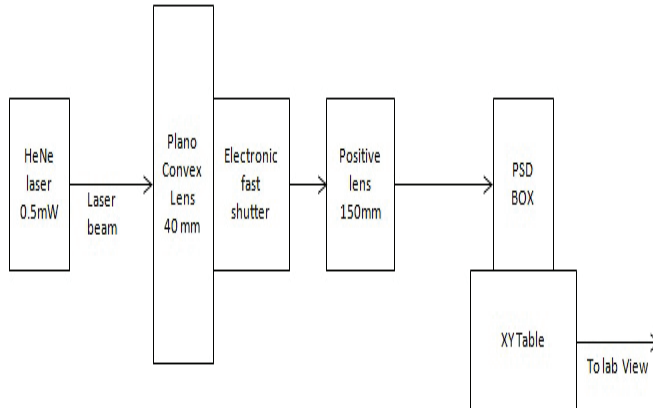 HeNe
laser
0.5mW
Laser
beam
Plano
Convex
Lens
40 mm
Electronic
fast
shutter
Positive
lens
150mm
PSD
BOX
XY Table
To lab View